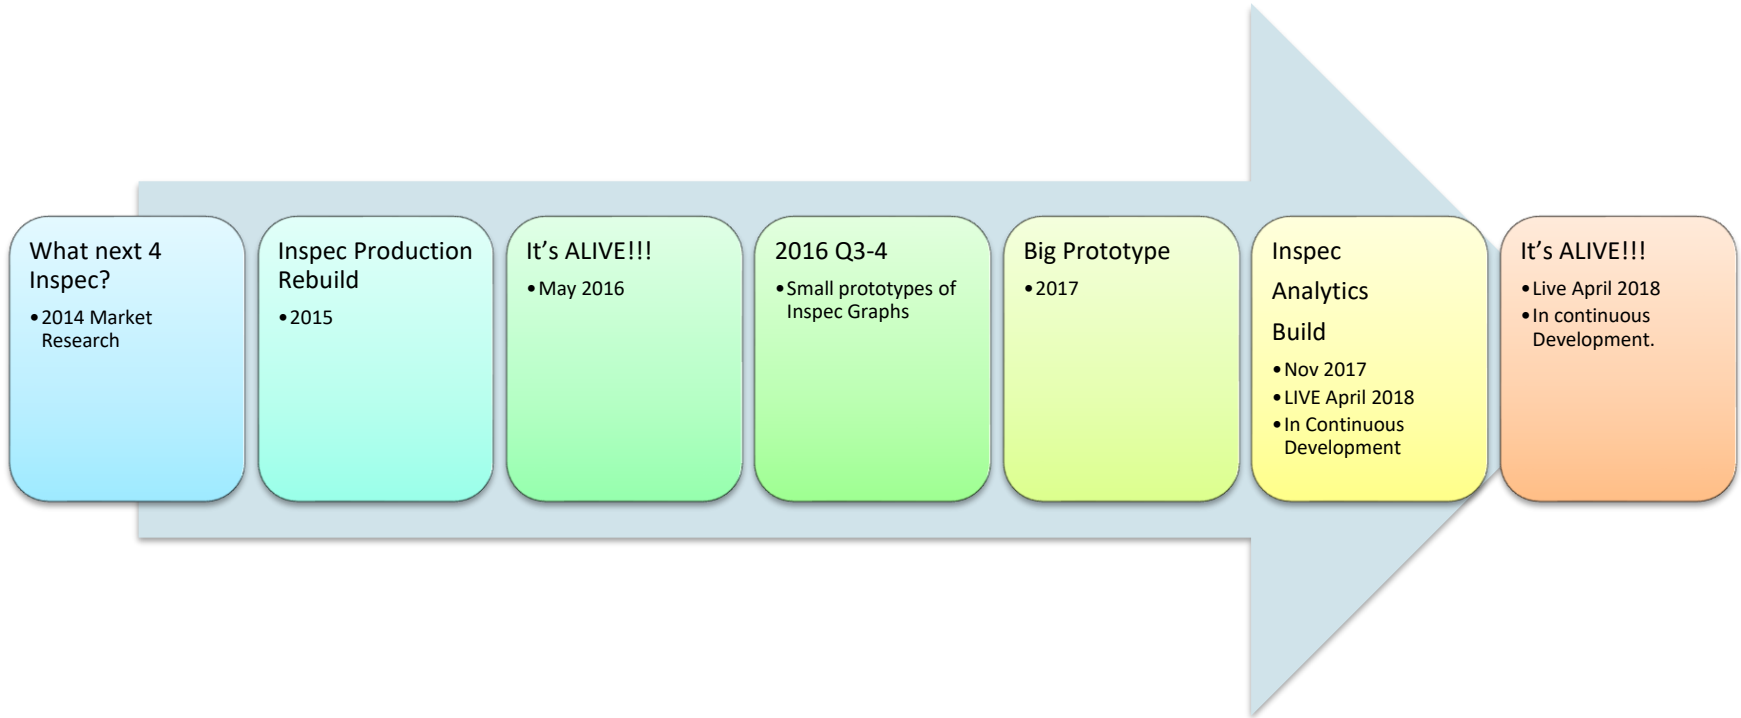 What next 4
Inspec?
•2014 Market
Research
Inspec Production
Rebuild
•2015
It’s ALIVE!!!
•May 2016
2016 Q3-4
•Small prototypes of
Inspec Graphs
Big Prototype
•2017
Inspec
Analytics
Build
•Nov 2017
•LIVE April 2018
•In Continuous
Development
It’s ALIVE!!!
•Live April 2018
•In continuous
Development.